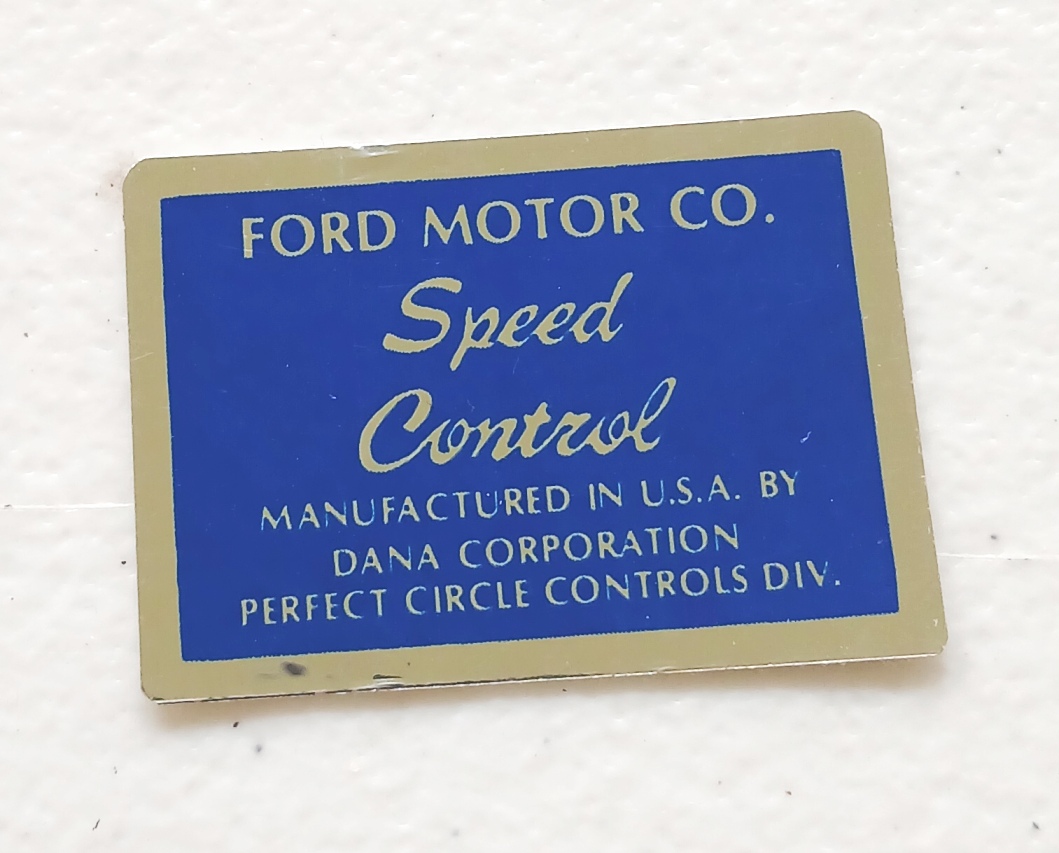 FORD MOTOR CO.
Speed
Control
MANUFACTURED IN U.S.A. BY
DANA CORPORATION
PERFECT CIRCLE CONTROLS DIV.